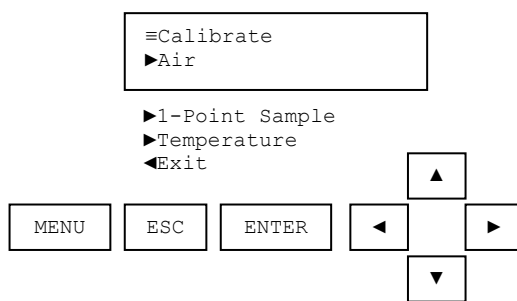 ≡Calibrate
►Air
►1-Point Sample
►Temperature
◄Exit
▲
MENU ESC ENTER ◄ ►
▼